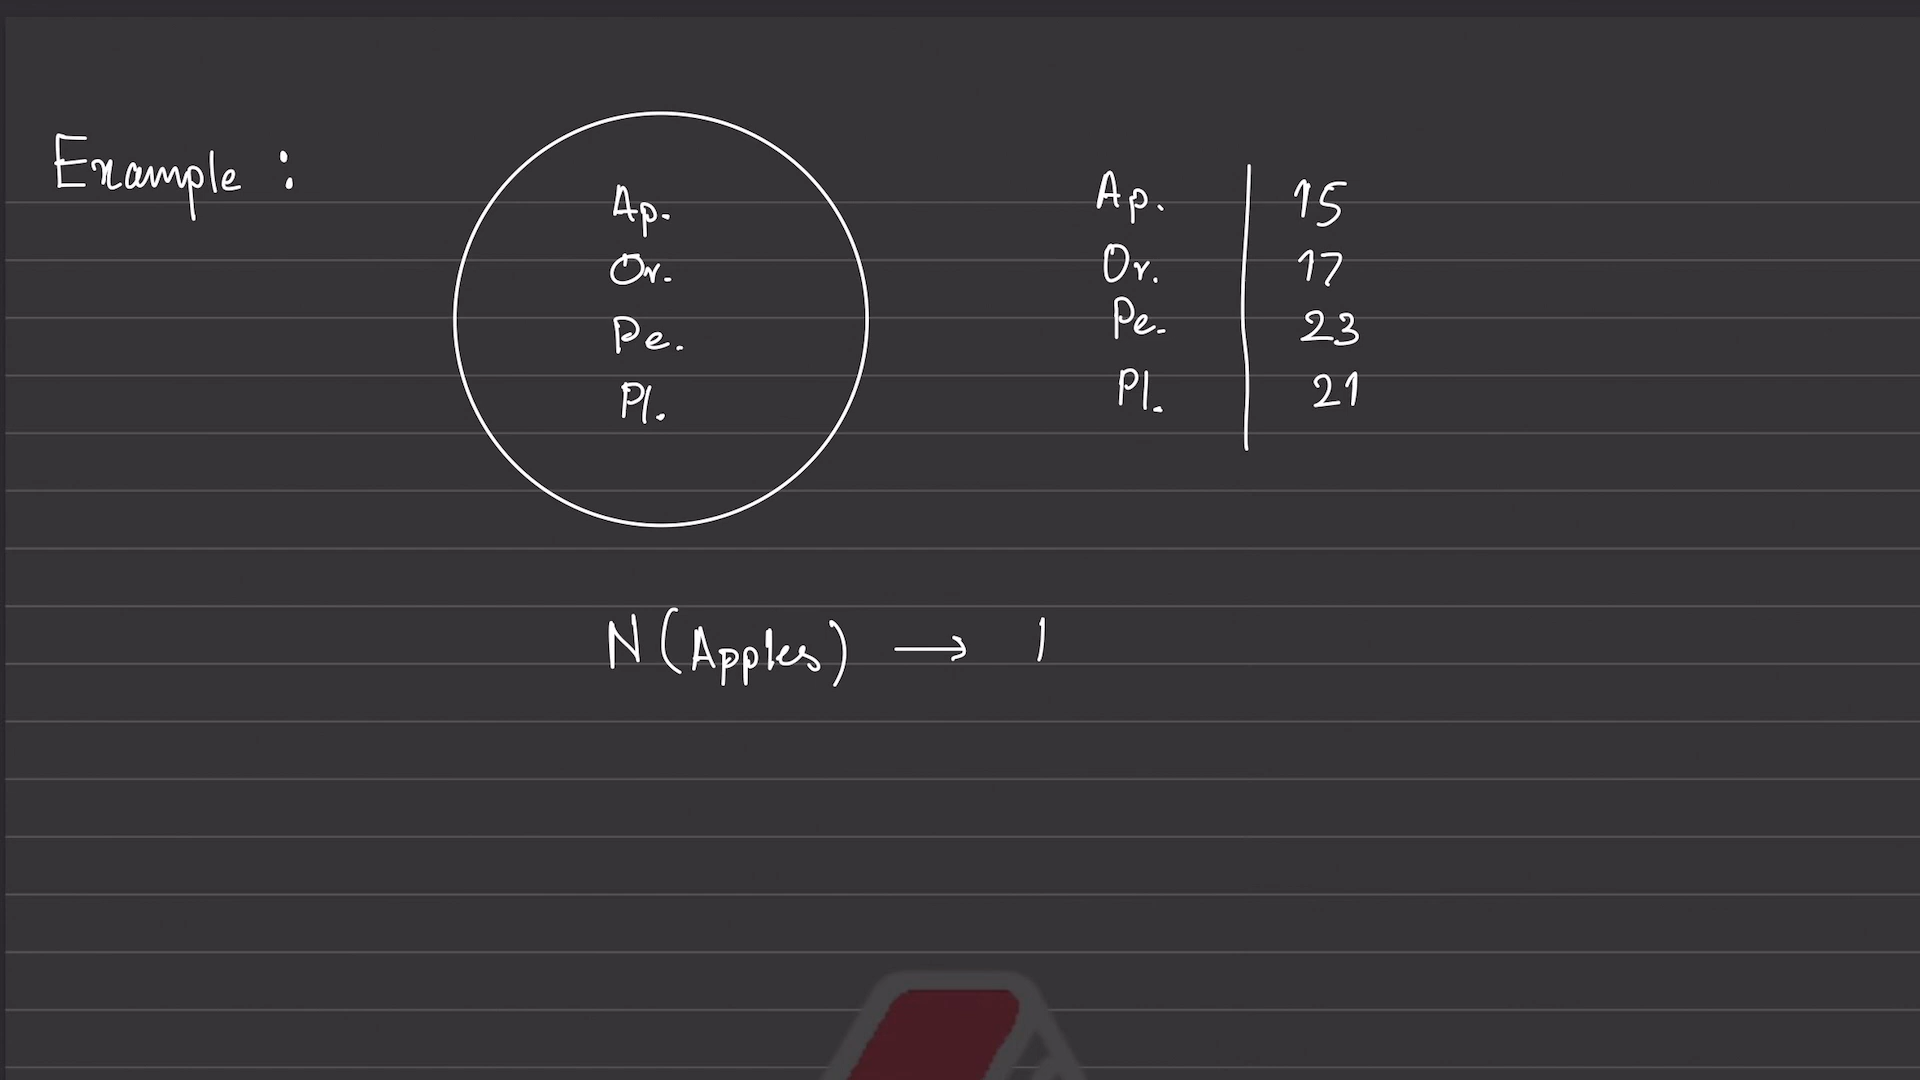 Example :
Ap.
Or.
Pe.
Pl.
Ap. 15
Or. 17
Pe. 23
Pl. 21
N(Apples) → 1